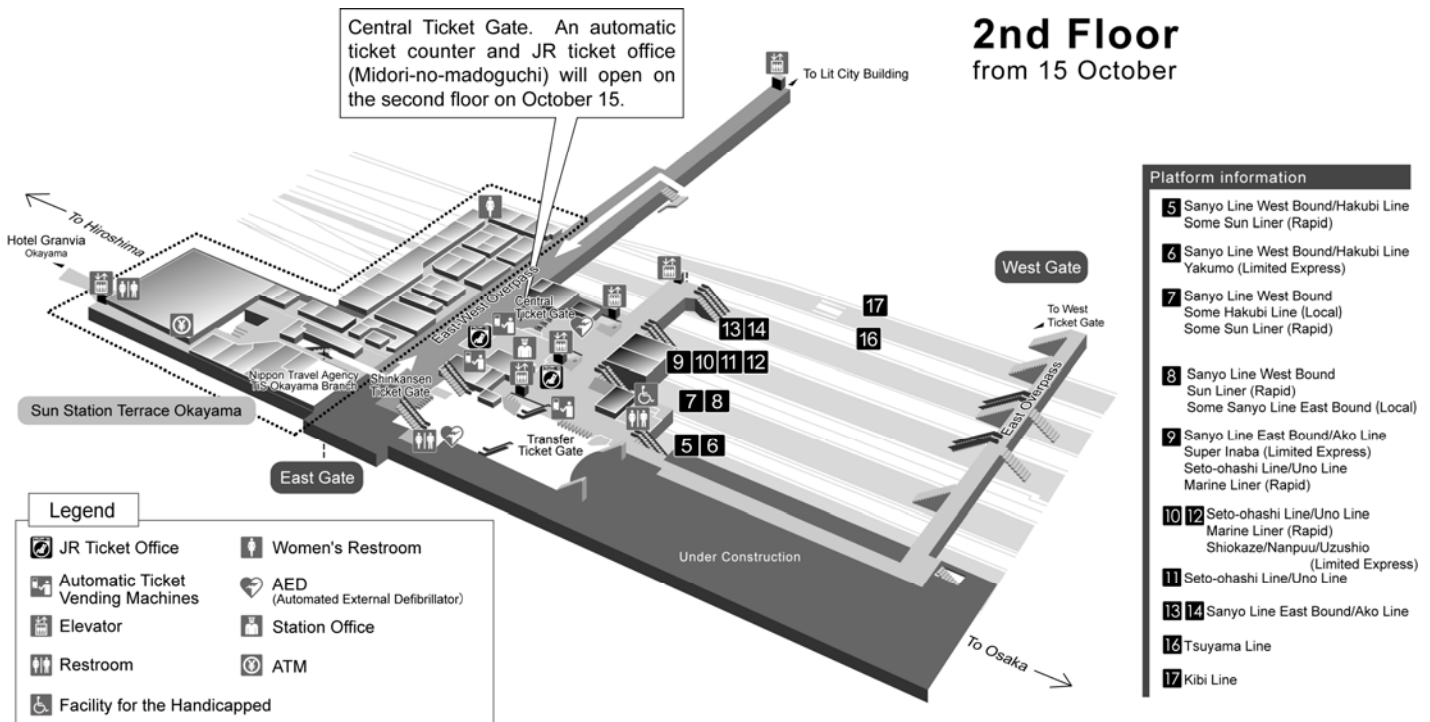 Central Ticket Gate. An automatic
ticket counter and JR ticket office
(Midori-no-madoguchi) will open on
the second floor on October 15.
2nd Floor
from 15 October
To Lit City Building
To Hiroshima
Hotel Granvia
Okayama
East-West Overpass
Central
Ticket Gate
Nippon Travel Agency
TiS Okayama Branch
Shinkansen
Ticket Gate
Sun Station Terrace Okayama
Transfer
Ticket Gate
East Gate
13 14
9 10 11 12
7 8
5 6
17
16
West Gate
To West
Ticket Gate
East Overpass
Under Construction
To Osaka
Legend
JR Ticket Office
Automatic Ticket
Vending Machines
Elevator
Restroom
Facility for the Handicapped
Women's Restroom
AED
(Automated External Defibrillator)
Station Office
ATM
Platform information
5 Sanyo Line West Bound/Hakubi Line
Some Sun Liner (Rapid)
6 Sanyo Line West Bound/Hakubi Line
Yakumo (Limited Express)
7 Sanyo Line West Bound
Some Hakubi Line (Local)
Some Sun Liner (Rapid)
8 Sanyo Line West Bound
Sun Liner (Rapid)
Some Sanyo Line East Bound (Local)
9 Sanyo Line East Bound/Ako Line
Super Inaba (Limited Express)
Seto-ohashi Line/Uno Line
Marine Liner (Rapid)
10 12 Seto-ohashi Line/Uno Line
Marine Liner (Rapid)
Shiokaze/Nanpuu/Uzushio
(Limited Express)
11 Seto-ohashi Line/Uno Line
13 14 Sanyo Line East Bound/Ako Line
16 Tsuyama Line
17 Kibi Line